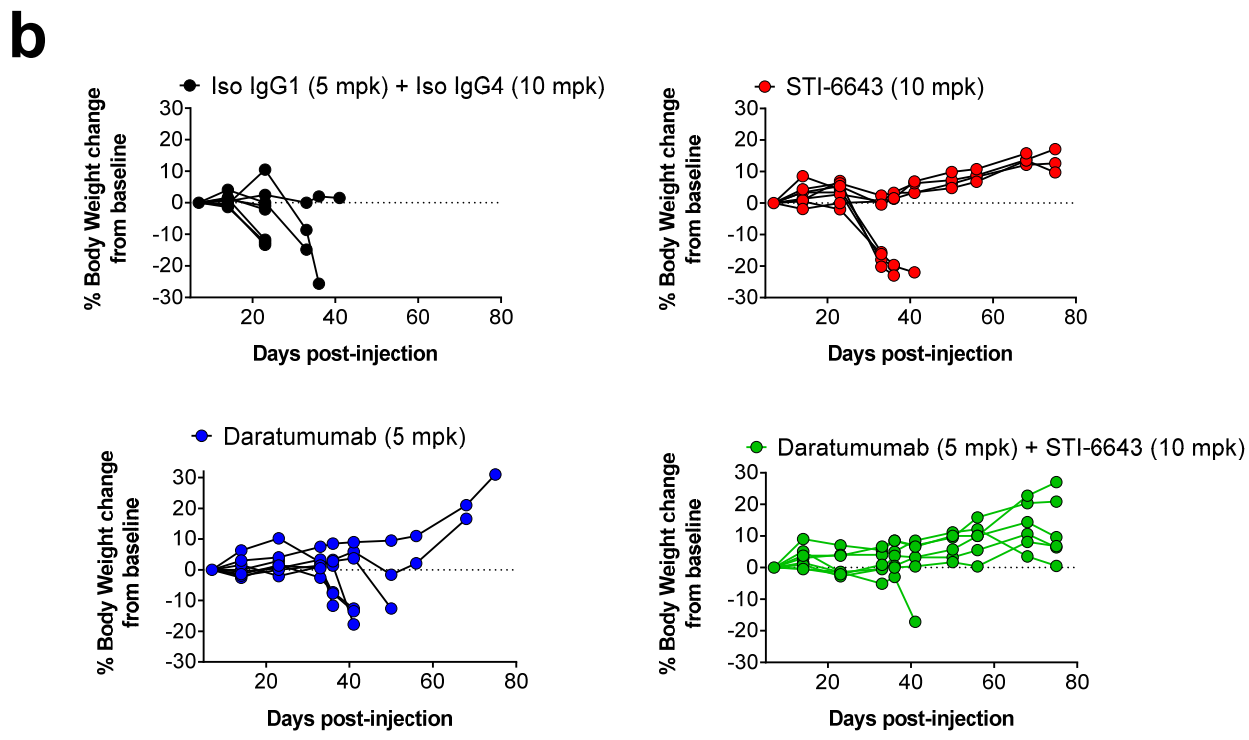 b
Iso IgG1 (5 mpk) + Iso IgG4 (10 mpk)
% Body Weight change
from baseline
30
20
10
0
-10
-20
-30
20
40
60
80
Days post-injection
STI-6643 (10 mpk)
% Body Weight change
from baseline
30
20
10
0
-10
-20
-30
20
40
60
80
Days post-injection
Daratumumab (5 mpk)
% Body Weight change
from baseline
30
20
10
0
-10
-20
-30
20
40
60
80
Days post-injection
Daratumumab (5 mpk) + STI-6643 (10 mpk)
% Body Weight change
from baseline
30
20
10
0
-10
-20
-30
20
40
60
80
Days post-injection